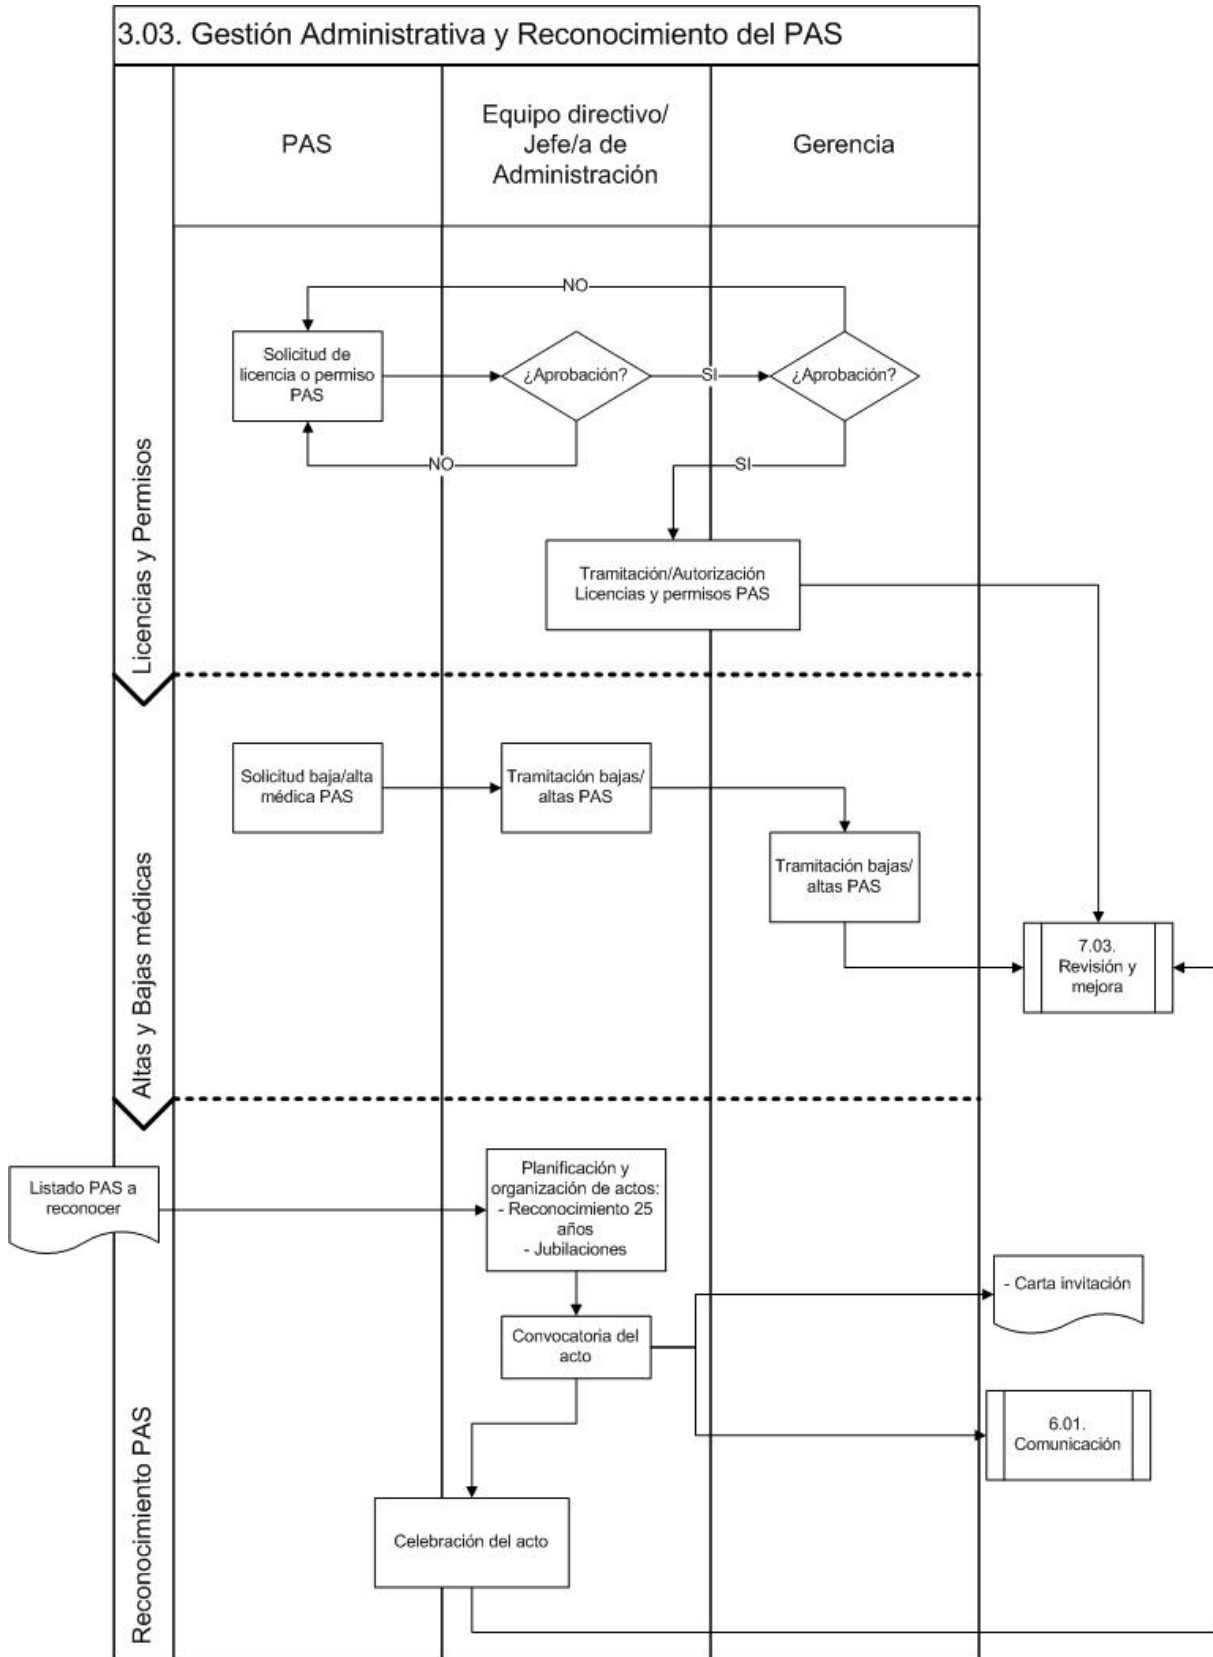 3.03. Gestión Administrativa y Reconocimiento del PAS
PAS
Equipo directivo/
Jefe/a de
Administración
Gerencia
Licencias y Permisos
NO
Solicitud de
licencia o permiso
PAS
¿Aprobación?
SI
¿Aprobación?
NO
SI
Tramitación/Autorización
Licencias y permisos PAS
Altas y Bajas médicas
Solicitud baja/alta
médica PAS
Tramitación bajas/
altas PAS
Tramitación bajas/
altas PAS
7.03.
Revisión y
mejora
Reconocimiento PAS
Listado PAS a
reconocer
Planificación y
organización de actos:
- Reconocimiento 25
años
- Jubilaciones
- Carta invitación
Convocatoria del
acto
6.01.
Comunicación
Celebración del acto